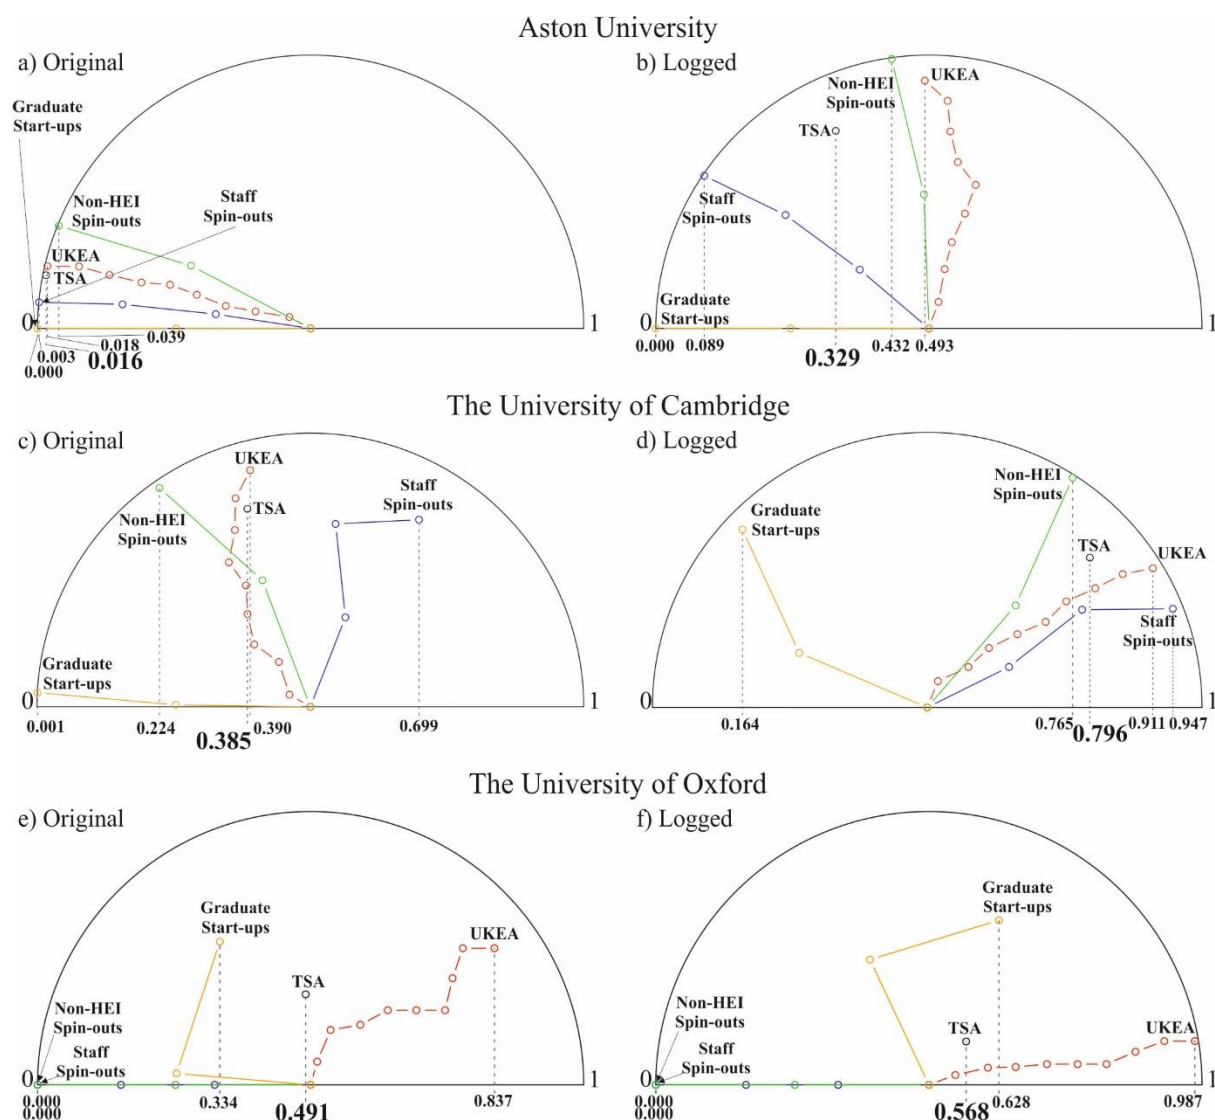 Aston University
a) Original
Graduate
Start-ups
Non-HEI
Spin-outs
Staff
Spin-outs
UKEA
TSA
0
1
0.039
0.018
0.003
0.016
0.000
b) Logged
Non-HEI
Spin-outs
UKEA
TSA
Staff
Spin-outs
Graduate
Start-ups
0
1
0.000
0.089
0.329
0.432
0.493
The University of Cambridge
c) Original
UKEA
TSA
Staff
Spin-outs
Non-HEI
Spin-outs
Graduate
Start-ups
0
1
0.001
0.224
0.385
0.390
0.699
d) Logged
Non-HEI
Spin-outs
Graduate
Start-ups
TSA
UKEA
Staff
Spin-outs
0
1
0.164
0.765
0.796
0.911
0.947
The University of Oxford
e) Original
Graduate
Start-ups
UKEA
TSA
Non-HEI
Spin-outs
Staff
Spin-outs
0
1
0.000
0.000
0.334
0.491
0.837
f) Logged
Graduate
Start-ups
Non-HEI
Spin-outs
TSA
UKEA
Staff
Spin-outs
0
1
0.000
0.000
0.568
0.628
0.987